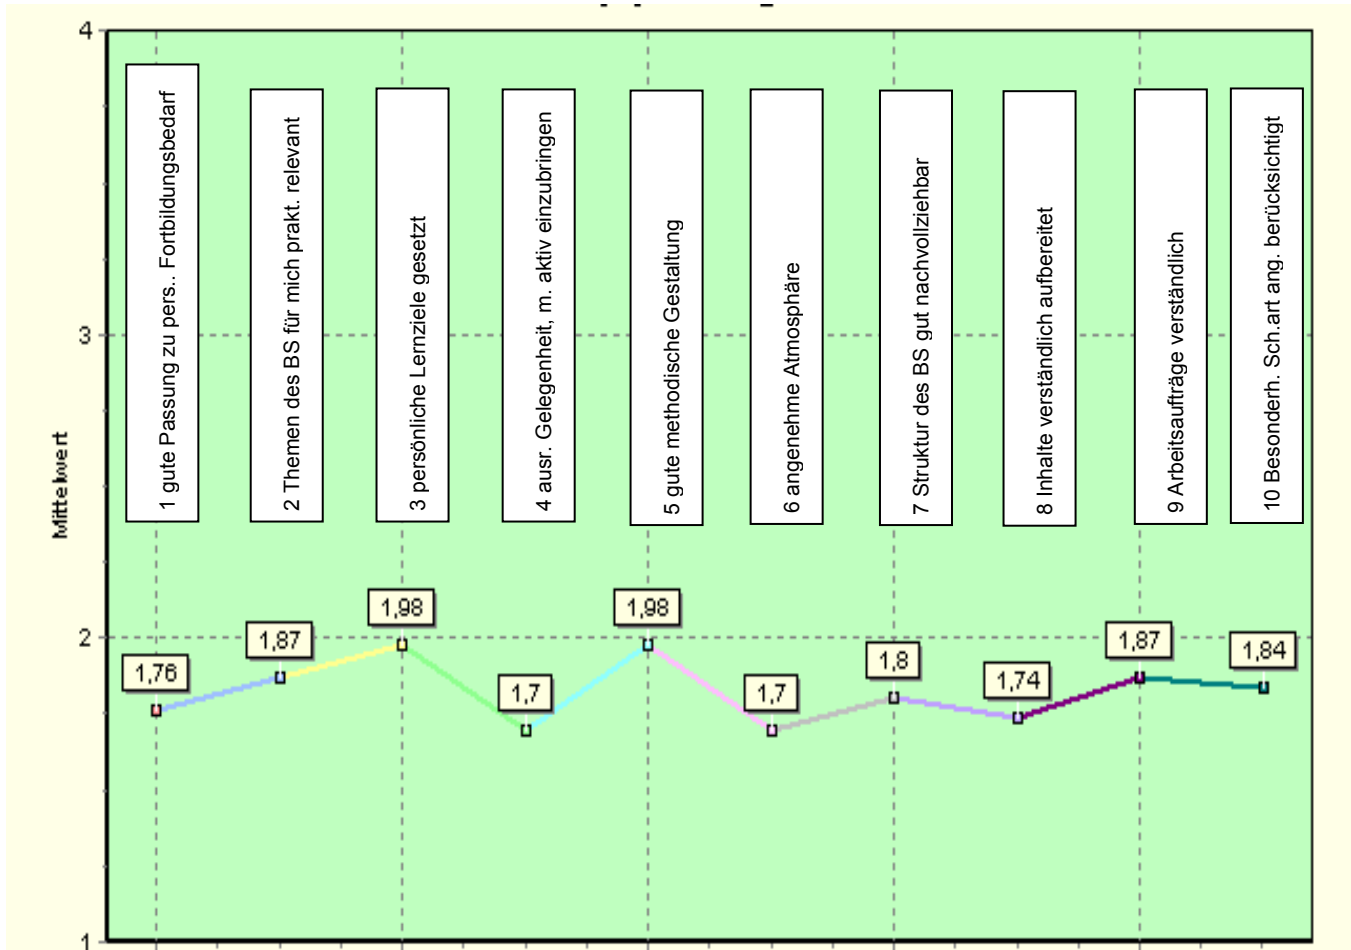 4
3
2
1
Mittelwert
1 gute Passung zu pers.. Fortbildungsbedarf
2 Themen des BS für mich prakt. relevant
3 persönliche Lernziele gesetzt
4 ausr. Gelegenheit, m. aktiv einzubringen
5 gute methodische Gestaltung
6 angenehme Atmosphäre
7 Struktur des BS gut nachvollziehbar
8 Inhalte verständlich aufbereitet
9 Arbeitsaufträge verständlich
10 Besonderh. Sch.art ang. berücksichtigt
1,76
1,87
1,98
1,7
1,98
1,7
1,8
1,74
1,87
1,84